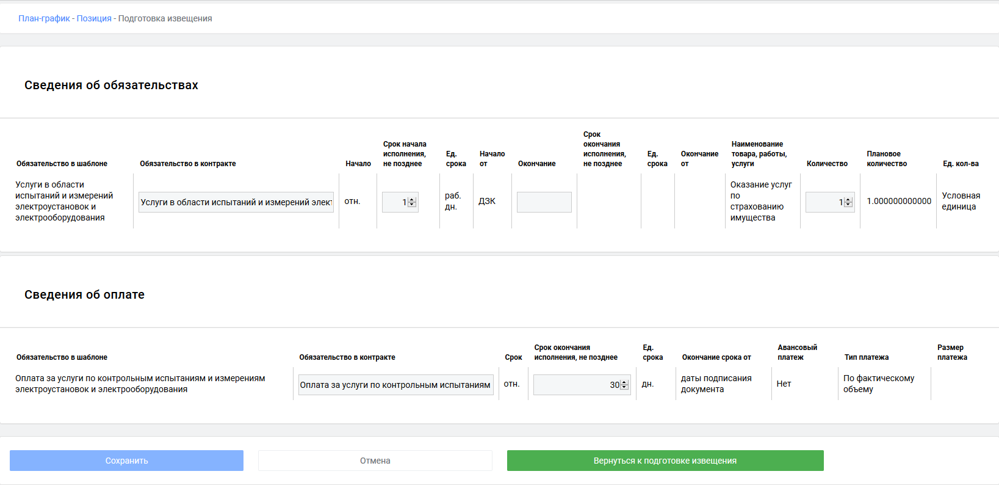 План-график - Позиция - Подготовка извещения
Сведения об обязательствах
Обязательство в шаблоне
Обязательство в контракте
Начало
Срок начала
исполнения,
не позднее
Ед.
срока
Начало
от
Окончание
Срок
окончания
исполнения,
не позднее
Ед.
срока
Окончание
от
Наименование
товара, работы,
услуги
Количество
Плановое
количество
Ед. кол-ва
Услуги в области
испытаний и измерений
электроустановок и
электрооборудования
Услуги в области испытаний и измерений элект
отн.
1
раб.
дн.
ДЗК
Оказание услуг
по
страхованию
имущества
1
1.000000000000
Условная
единица
Сведения об оплате
Обязательство в шаблоне
Обязательство в контракте
Срок
Срок окончания
исполнения, не позднее
Ед.
срока
Окончание срока от
Авансовый
платеж
Тип платежа
Размер
платежа
Оплата за услуги по контрольным испытаниям и измерениям
электроустановок и электрооборудования
Оплата за услуги по контрольным испытаниям
отн.
30
дн.
даты подписания
документа
Нет
По фактическому
объему
Сохранить
Отмена
Вернуться к подготовке извещения